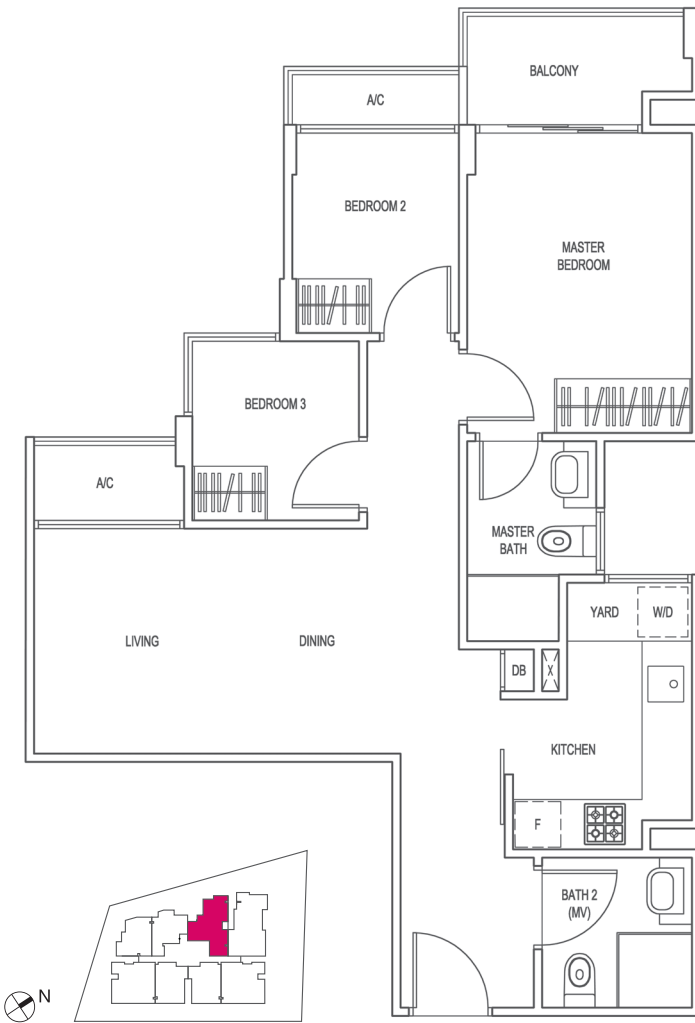 BALCONY
A/C
BEDROOM 2
MASTER
BEDROOM
BEDROOM 3
A/C
MASTER
BATH
YARD
W/D
LIVING
DINING
DB
X
KITCHEN
F
BATH 2
(MV)
N